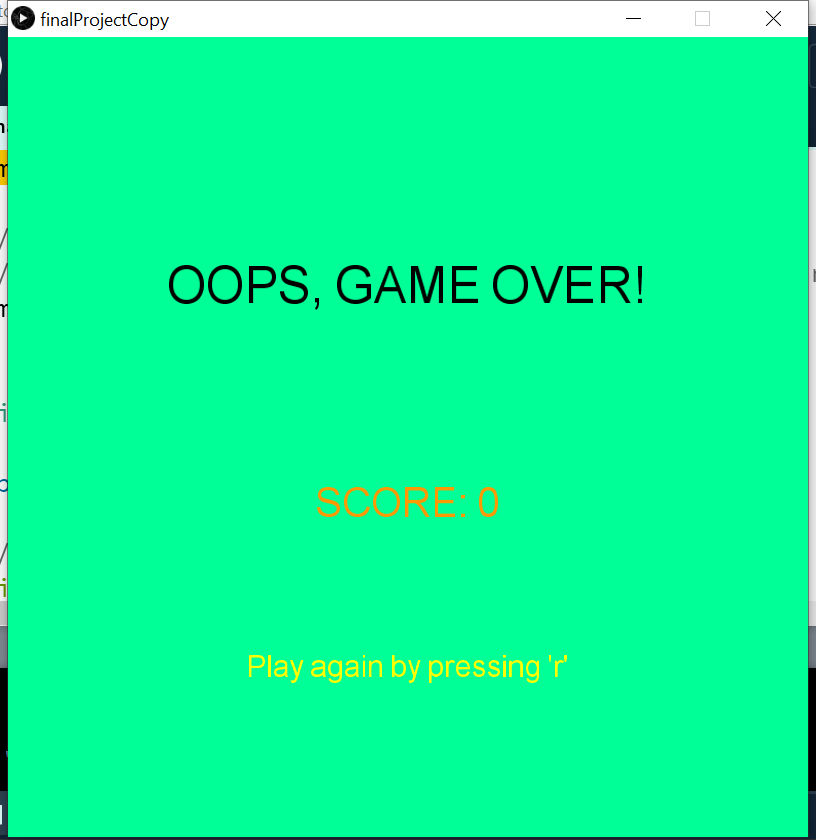 finalProjectCopy
OOPS, GAME OVER!
SCORE: 0
Play again by pressing 'r'